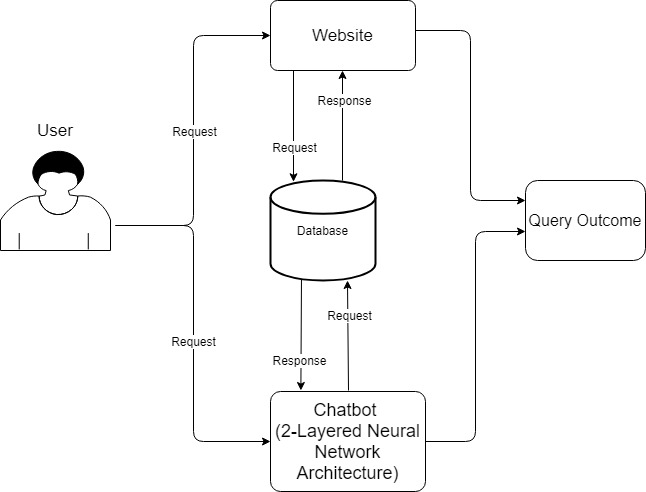 Website
Response
User
Request
Request
Database
Query Outcome
Request
Request
Response
Chatbot
(2-Layered Neural
Network
Architecture)